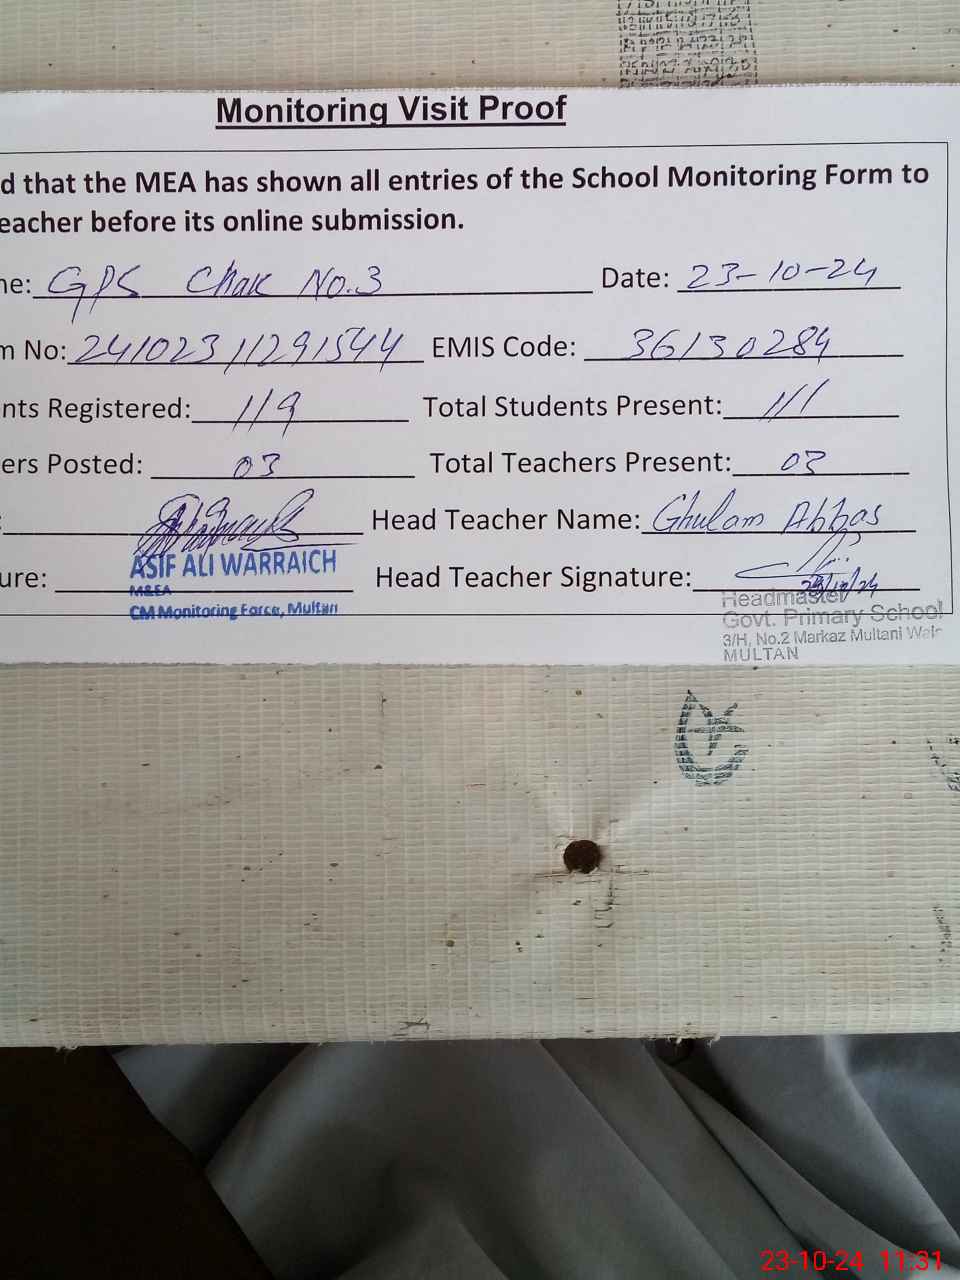 Monitoring Visit Proof
d that the MEA has shown all entries of the School Monitoring Form to
eacher before its online submission.
ne: GPS Chak No.3 Date: 23-10-24
m No: 24102311291544 EMIS Code: 36130284
nts Registered: 119 Total Students Present: 111
ers Posted: 03 Total Teachers Present: 03
: Head Teacher Name: Ghulam Abbas
ASIF ALI WARRAICH
ure: Head Teacher Signature:
M&EA 23/10/24
CM Monitoring Force, Multan
Headmaster
Govt. Primary School
3/H, No.2 Markaz Multani Wala
MULTAN
23-10-24 11:31